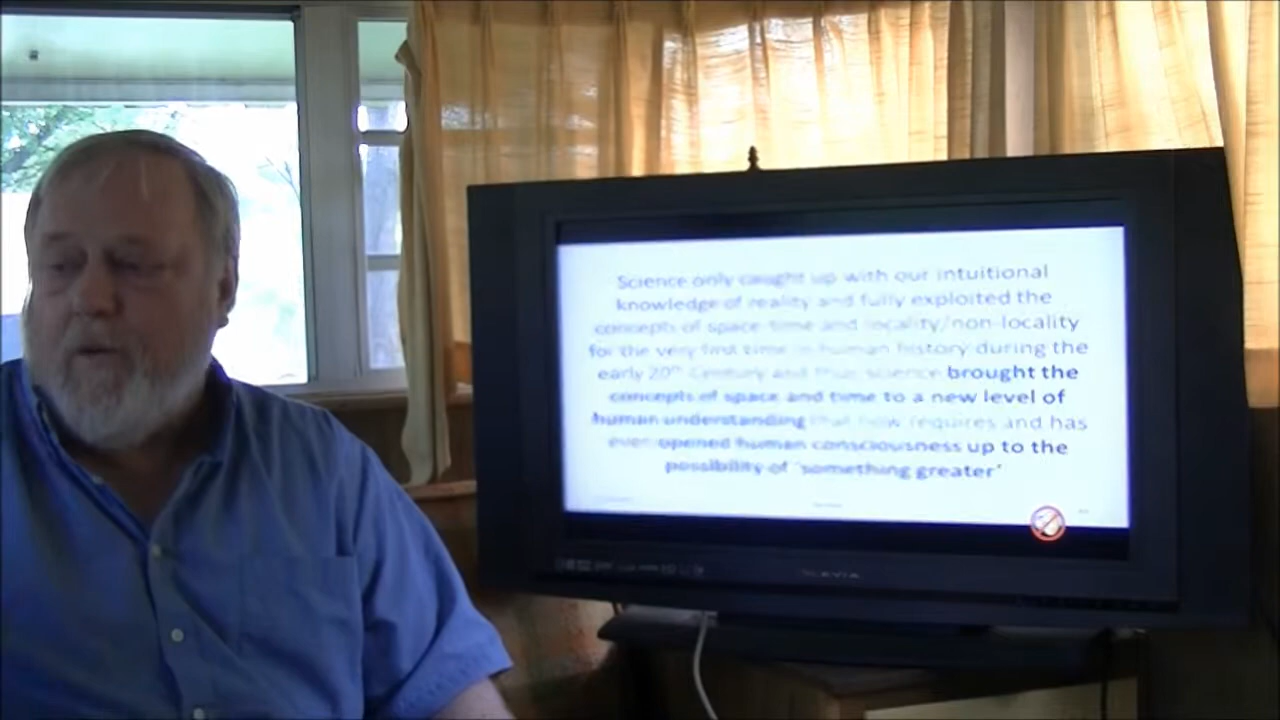 Science only caught up with our intuitional
knowledge of reality and fully exploited the
concepts of space-time and locality/non-locality
for the very first time in human history during the
early 20th Century and thus science brought the
concepts of space and time to a new level of
human understanding that now requires and has
even opened human consciousness up to the
possibility of 'something greater'